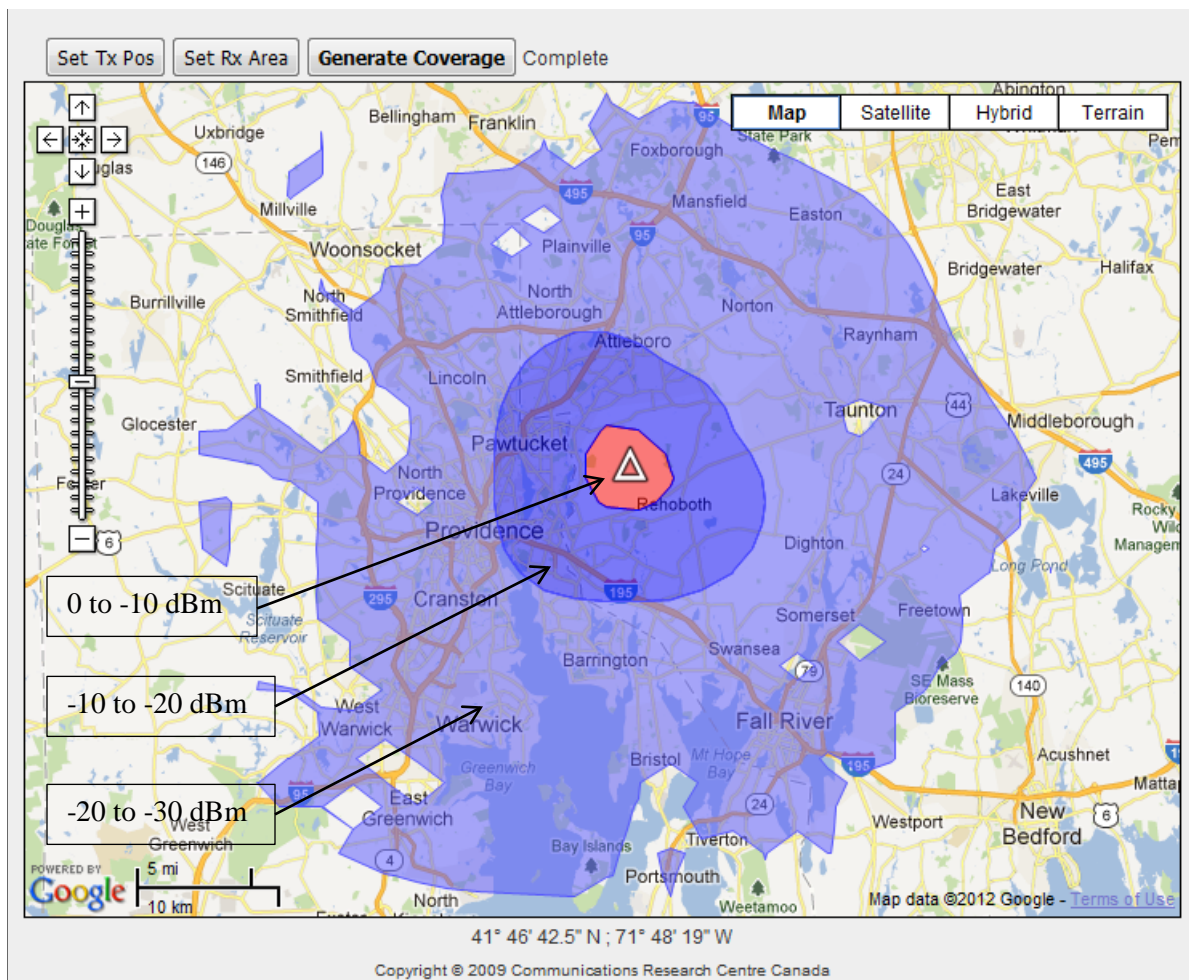 Set Tx Pos Set Rx Area Generate Coverage Complete
Map Satellite Hybrid Terrain
Abington
Bellingham
Franklin
95
State Park
Uxbridge
146
Foxborough
Millville
495
Mansfield
East
Bridgewater
Easton
Woonsocket
Plainville
95
Bridgewater
Halifax
Burrillville
North
Smithfield
North
Attleborough
Norton
Raynham
Attleboro
Smithfield
Lincoln
Glocester
Pawtucket
Taunton
44
Middleborough
495
North
Providence
24
Rehoboth
Lakeville
Providence
6
Dighton
Long Pond
Scituate
Scituate
Reservoir
295
Cranston
195
Somerset
Freetown
0 to -10 dBm
Barrington
Swansea
79
SE Mass
Bioreserve
140
-10 to -20 dBm
West
Warwick
Warwick
Fall River
Greenwich
Bay
Bristol
Mt Hope
Bay
195
Acushnet
-20 to -30 dBm
95
West
Greenwich
East
Greenwich
24
Westport
New
Bedford
6
4
Bay Islands
Tiverton
Portsmouth
Weetamoo
North
POWERED BY
Google
5 mi
10 km
Map data ©2012 Google - Terms of Use
41° 46' 42.5" N ; 71° 48' 19" W
Copyright © 2009 Communications Research Centre Canada